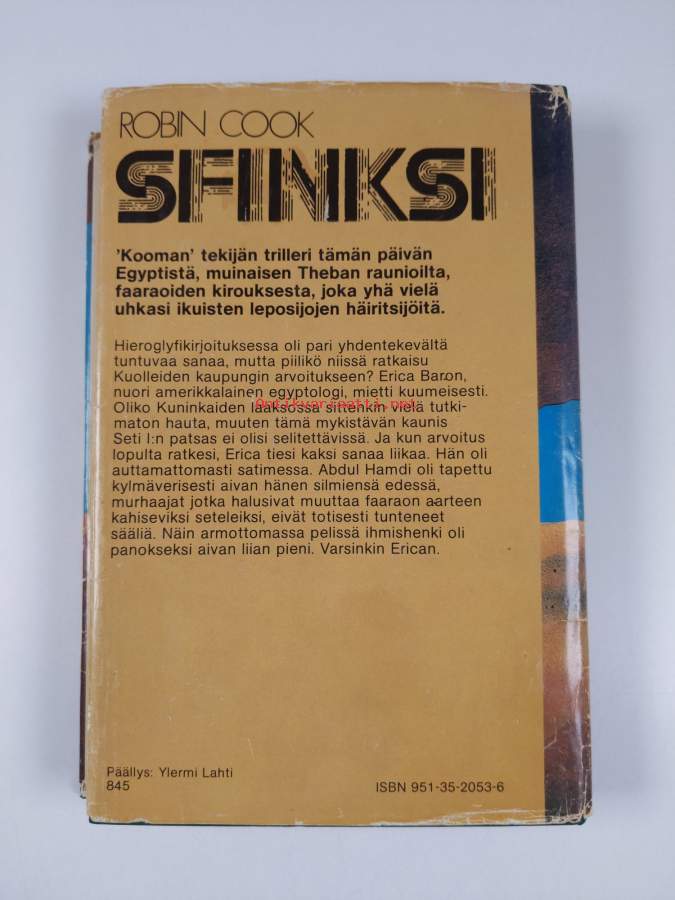 ROBIN COOK
SFINKSI
'Kooman' tekijän trilleri tämän päivän
Egyptistä, muinaisen Theban raunioilta,
faaraoiden kirouksesta, joka yhä vielä
uhkasi ikuisten leposijojen häiritsijöitä.
Hieroglyfikirjoituksessa oli pari yhdentekevältä
tuntuvaa sanaa, mutta piilikö niissä ratkaisu
Kuolleiden kaupungin arvoitukseen? Erica Baron,
nuori amerikkalainen egyptologi, mietti kuumeisesti.
Antikvariaatti.net
Oliko Kuninkaiden laaksossa sittenkin vielä tutki-
maton hauta, muuten tämä mykistävän kaunis
Seti I:n patsas ei olisi selitettävissä. Ja kun arvoitus
lopulta ratkesi, Erica tiesi kaksi sanaa liikaa. Hän oli
auttamattomasti satimessa. Abdul Hamdi oli tapettu
kylmäverisesti aivan hänen silmiensä edessä,
murhaajat jotka halusivat muuttaa faaraon aarteen
kahiseviksi seteleiksi, eivät totisesti tunteneet
sääliä. Näin armottomassa pelissä ihmishenki oli
panokseksi aivan liian pieni. Varsinkin Erican.
Päällys: Ylermi Lahti
845
ISBN 951-35-2053-6